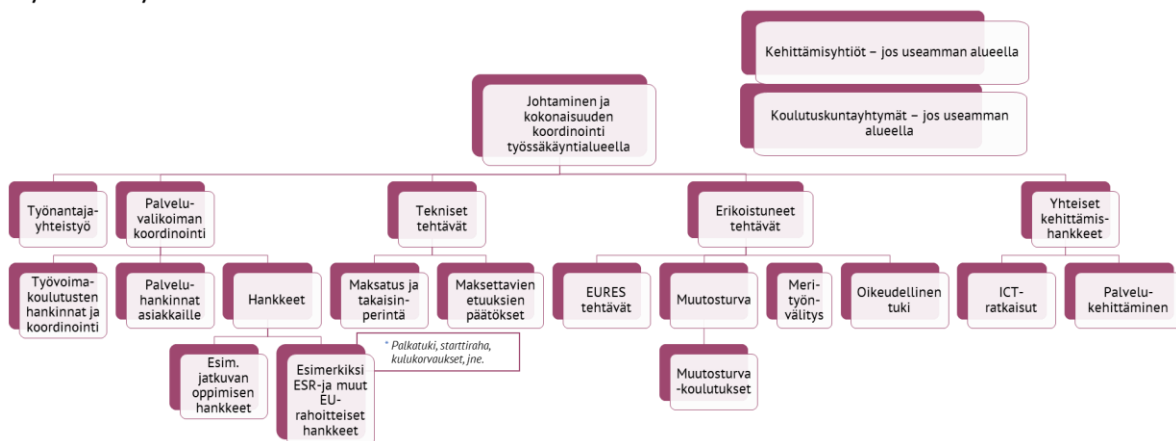 Kehittämisyhtiöt – jos useamman alueella
Johtaminen ja
kokonaisuuden
koordinointi
työssäkäyntialueella
Koulutuskuntayhtymät – jos useamman
alueella
Työnantaja-
yhteistyö
Palvelu-
valikoiman
koordinointi
Tekniset
tehtävät
Erikoistuneet
tehtävät
Yhteiset
kehittämis-
hankkeet
Työvoima-
koulutusten
hankinnat ja
koordinointi
Palvelu-
hankinnat
asiakkaille
Hankkeet
Maksatus ja
takaisin-
perintä
Maksettavien
etuuksien
päätökset
EURES
tehtävät
Muutosturva
Meri-
työn-
välitys
Oikeudellinen
tuki
ICT-
ratkaisut
Palvelu-
kehittäminen
Esim.
jatkuvan
oppimisen
hankkeet
Esimerkiksi
ESR-ja muut
EU-
rahoitteiset
hankkeet
* Palkatuki, starttiraha,
kulukorvaukset, jne.
Muutosturva
-koulutukset